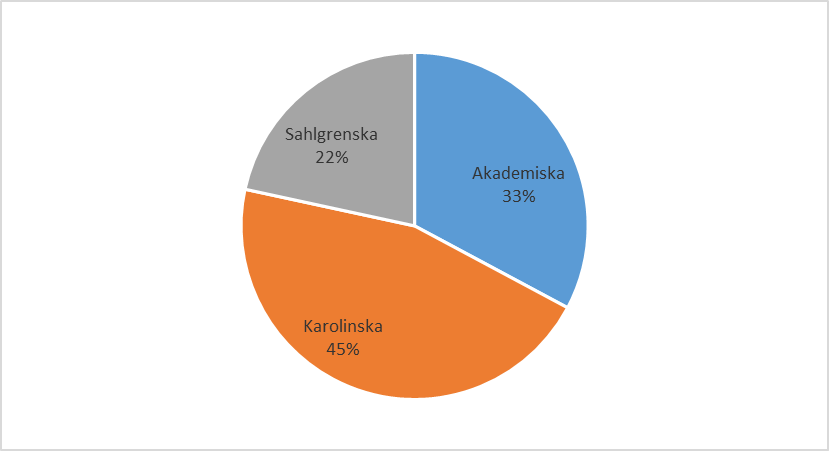 Sahlgrenska
22%
Akademiska
33%
Karolinska
45%